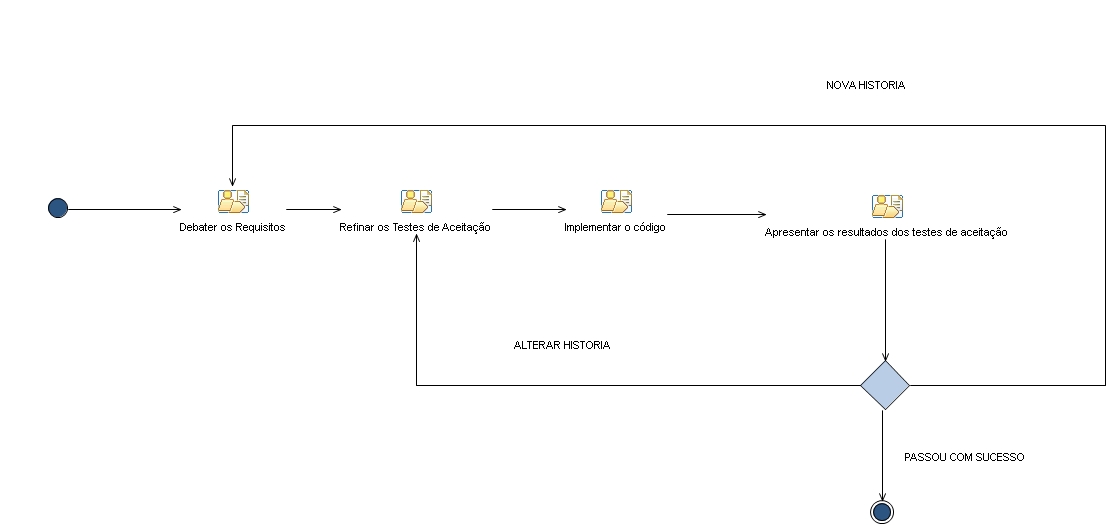 NOVA HISTORIA
Debater os Requisitos
Refinar os Testes de Aceitação
Implementar o código
Apresentar os resultados dos testes de aceitação
ALTERAR HISTORIA
PASSOU COM SUCESSO